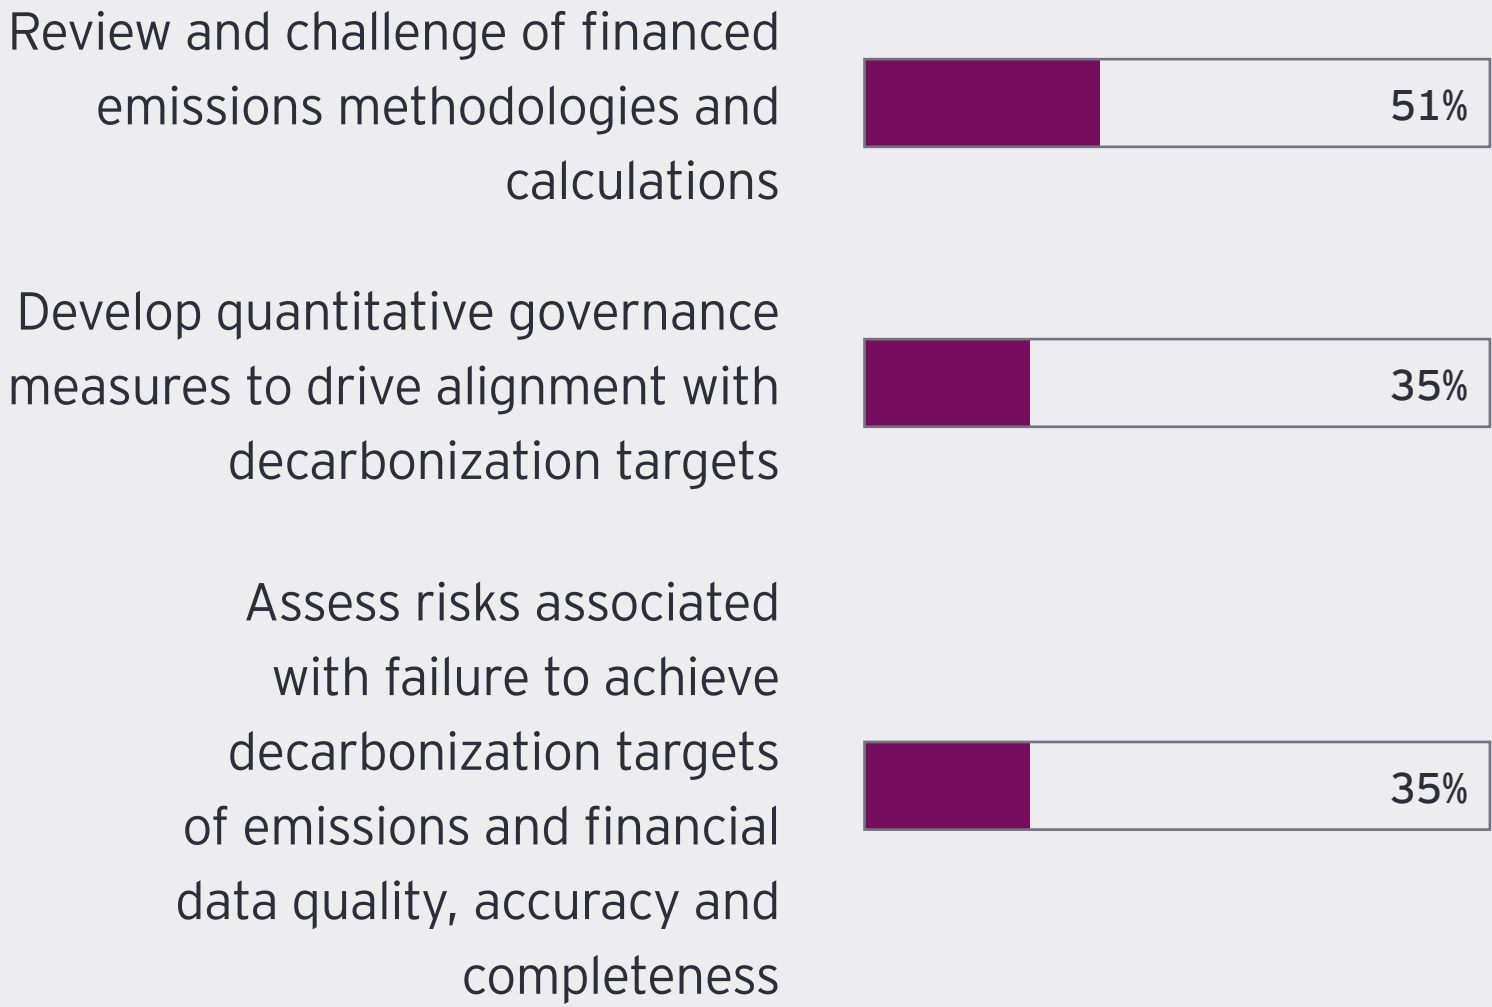 Review and challenge of financed
emissions methodologies and
calculations
51%
Develop quantitative governance
measures to drive alignment with
decarbonization targets
35%
Assess risks associated
with failure to achieve
decarbonization targets
of emissions and financial
data quality, accuracy and
completeness
35%